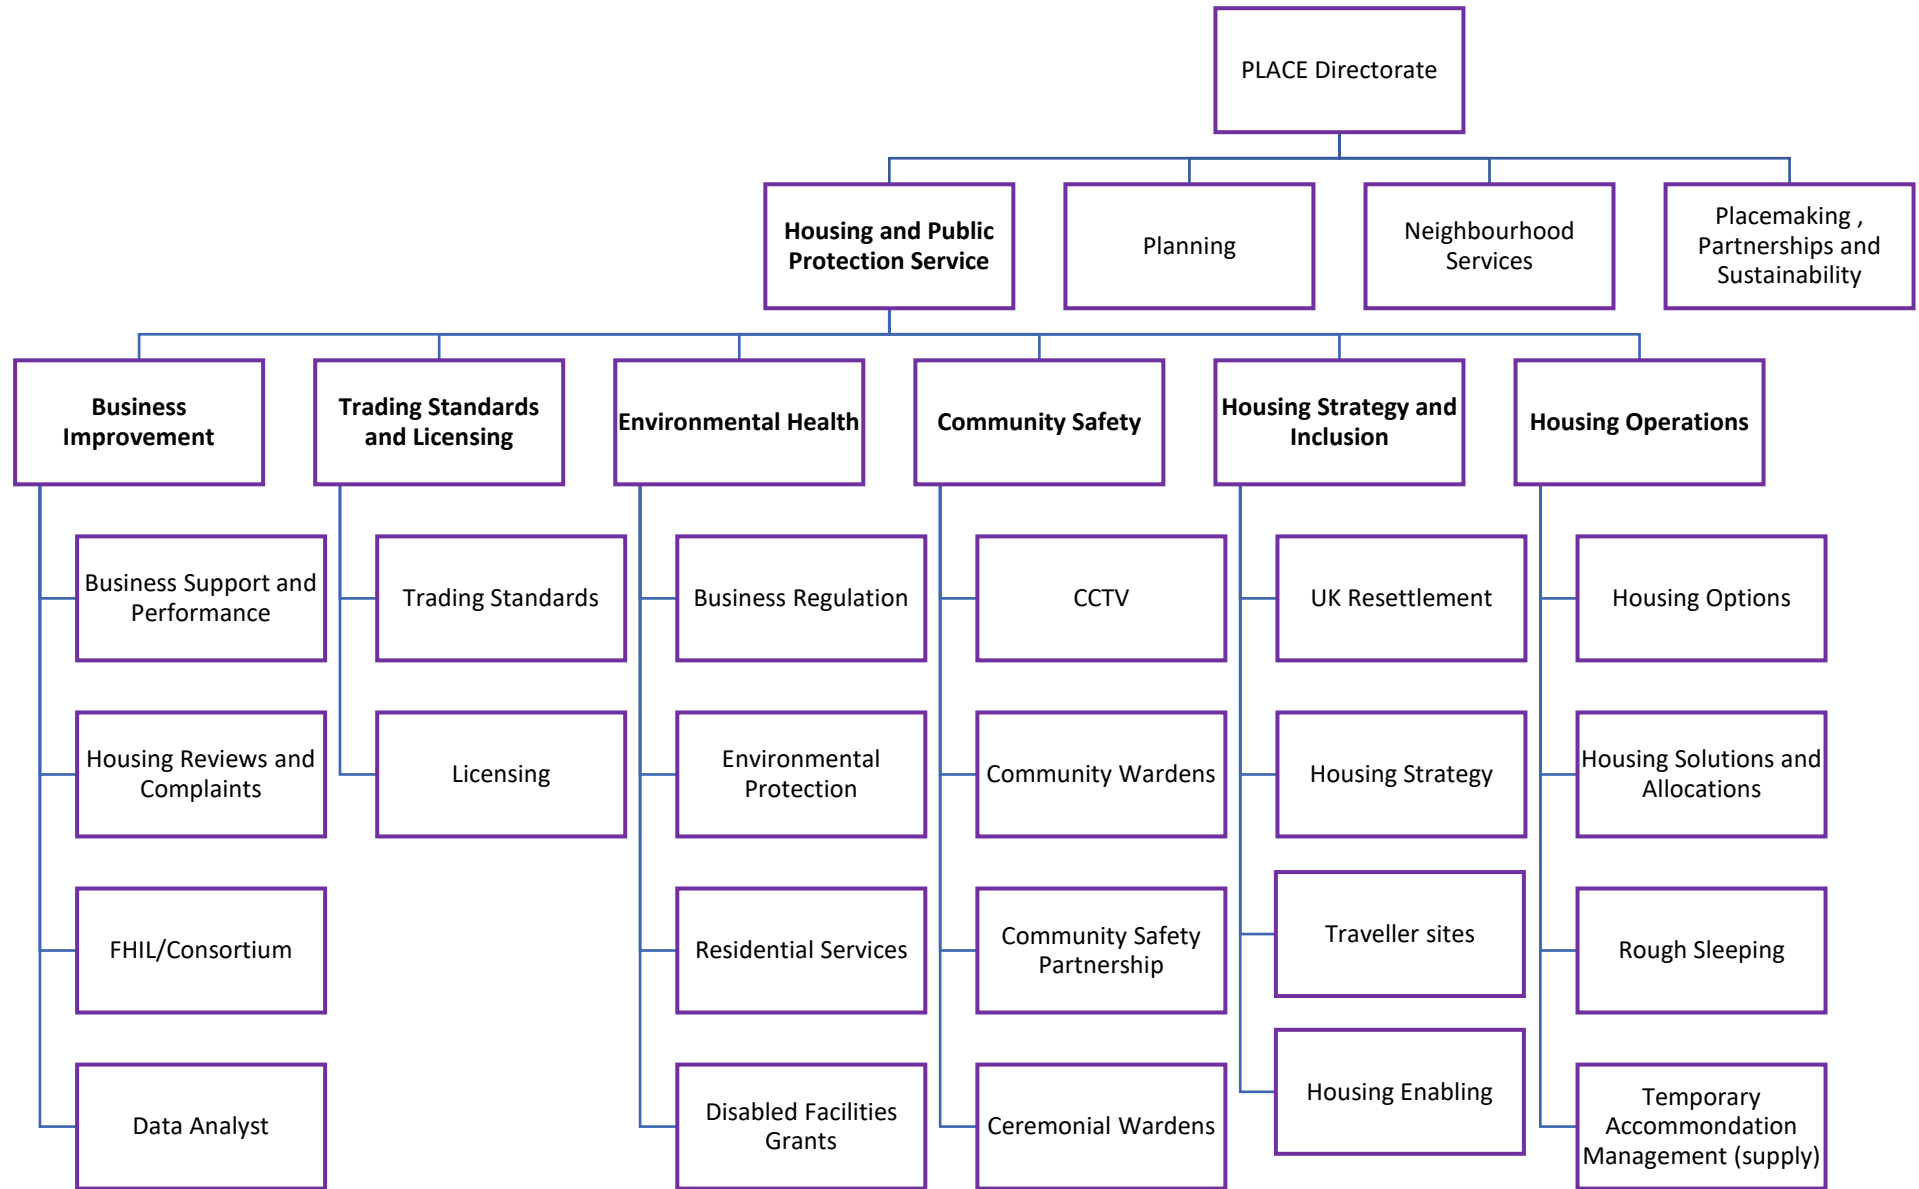 PLACE Directorate
Housing and Public
Protection Service
Planning
Neighbourhood
Services
Placemaking ,
Partnerships and
Sustainability
Business
Improvement
Trading Standards
and Licensing
Environmental Health
Community Safety
Housing Strategy and
Inclusion
Housing Operations
Business Support and
Performance
Trading Standards
Business Regulation
CCTV
UK Resettlement
Housing Options
Housing Reviews and
Complaints
Licensing
Environmental
Protection
Community Wardens
Housing Strategy
Housing Solutions and
Allocations
FHIL/Consortium
Residential Services
Community Safety
Partnership
Traveller sites
Rough Sleeping
Data Analyst
Disabled Facilities
Grants
Ceremonial Wardens
Housing Enabling
Temporary
Accommondation
Management (supply)